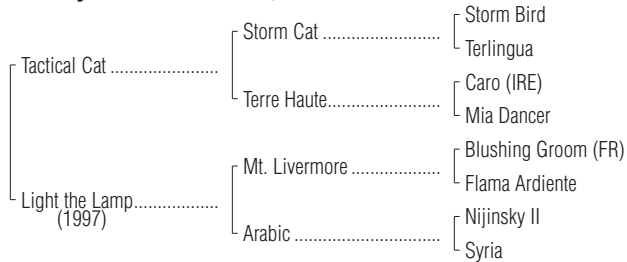 Storm Bird
Storm Cat ........................
Terlingua
Tactical Cat .......................
Caro (IRE)
Terre Haute........................
Mia Dancer
Blushing Groom (FR)
Mt. Livermore ...................
Flama Ardiente
Light the Lamp..................
(1997)
Nijinsky II
Arabic ..............................
Syria